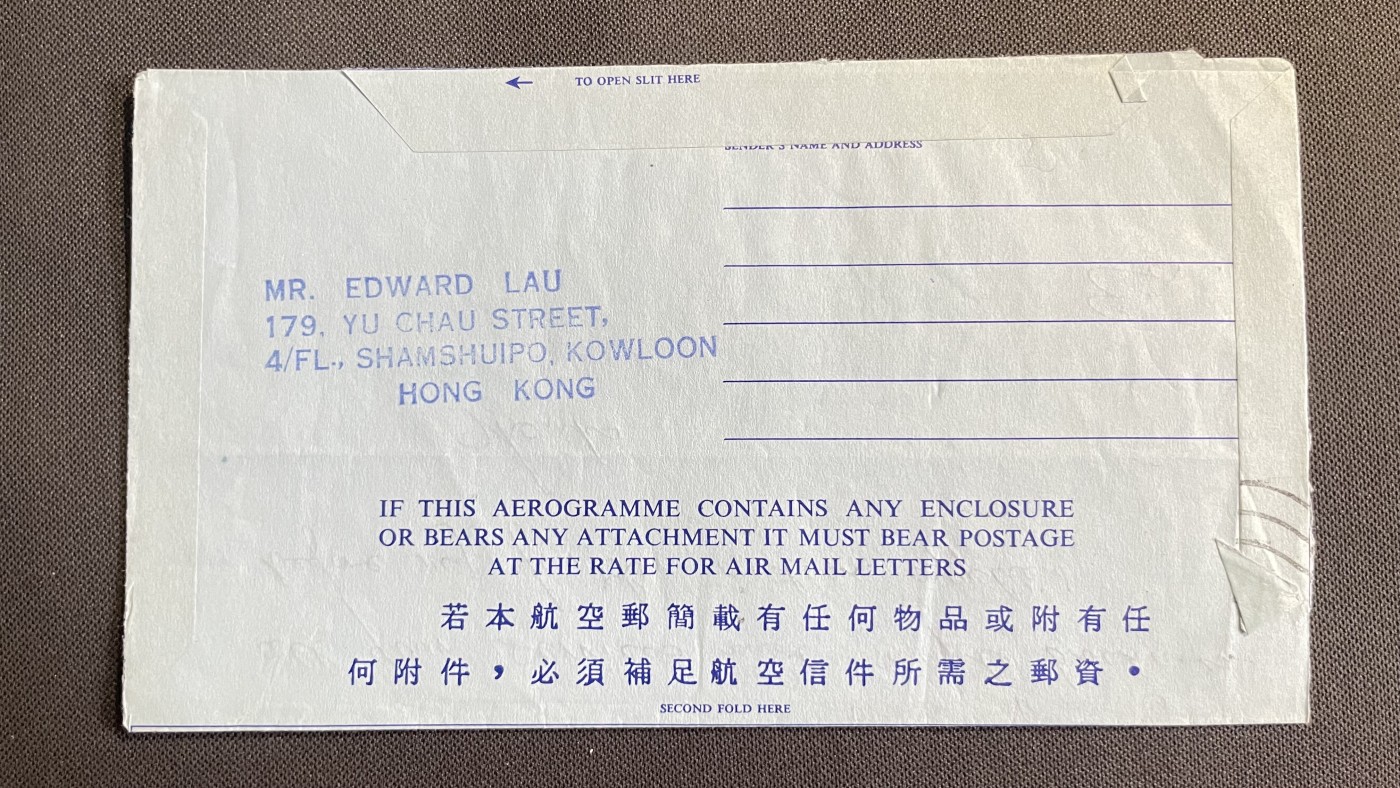 ← TO OPEN SLIT HERE
SENDER'S NAME AND ADDRESS
MR. EDWARD LAU
179, YU CHAU STREET,
4/FL., SHAMSHUIPO, KOWLOON
HONG KONG
IF THIS AEROGRAMME CONTAINS ANY ENCLOSURE
OR BEARS ANY ATTACHMENT IT MUST BEAR POSTAGE
AT THE RATE FOR AIR MAIL LETTERS
若本航空郵簡載有任何物品或附有任
何附件，必須補足航空信件所需之郵資．
SECOND FOLD HERE